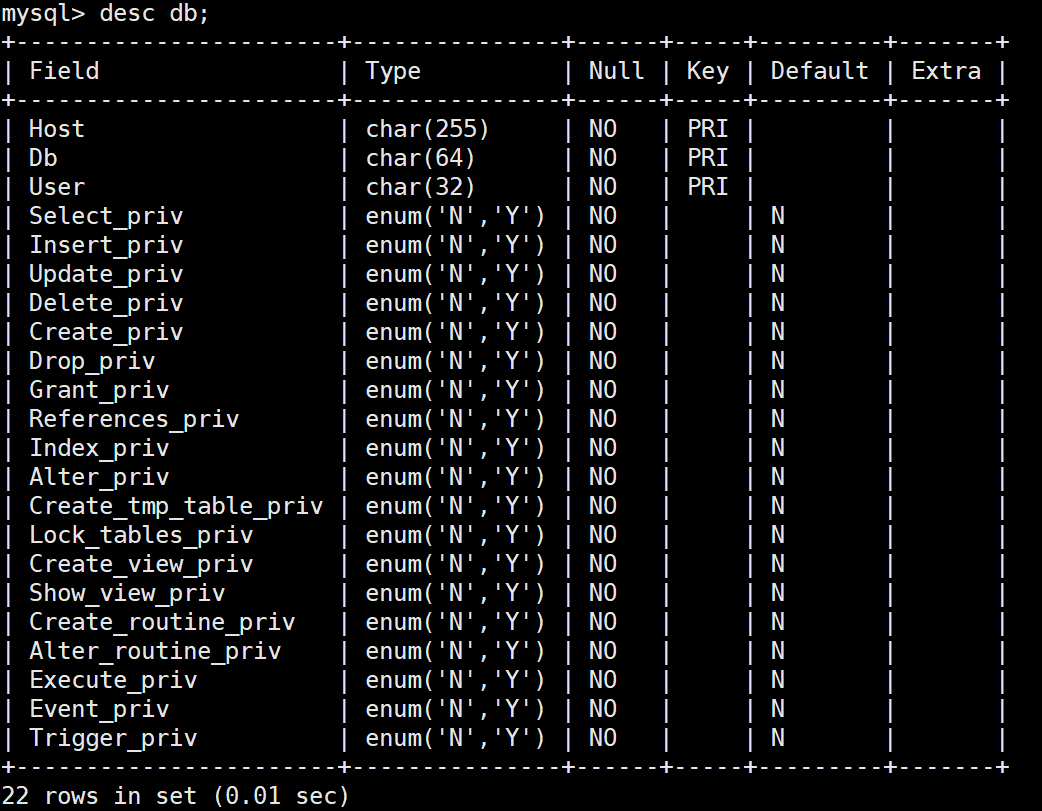 mysql> desc db;
+-----------------------+---------------+------+-----+---------+-------+
| Field                 | Type          | Null | Key | Default | Extra |
+-----------------------+---------------+------+-----+---------+-------+
| Host                  | char(255)     | NO   | PRI |         |       |
| Db                    | char(64)      | NO   | PRI |         |       |
| User                  | char(32)      | NO   | PRI |         |       |
| Select_priv           | enum('N','Y') | NO   |     | N       |       |
| Insert_priv           | enum('N','Y') | NO   |     | N       |       |
| Update_priv           | enum('N','Y') | NO   |     | N       |       |
| Delete_priv           | enum('N','Y') | NO   |     | N       |       |
| Create_priv           | enum('N','Y') | NO   |     | N       |       |
| Drop_priv             | enum('N','Y') | NO   |     | N       |       |
| Grant_priv            | enum('N','Y') | NO   |     | N       |       |
| References_priv       | enum('N','Y') | NO   |     | N       |       |
| Index_priv            | enum('N','Y') | NO   |     | N       |       |
| Alter_priv            | enum('N','Y') | NO   |     | N       |       |
| Create_tmp_table_priv | enum('N','Y') | NO   |     | N       |       |
| Lock_tables_priv      | enum('N','Y') | NO   |     | N       |       |
| Create_view_priv      | enum('N','Y') | NO   |     | N       |       |
| Show_view_priv        | enum('N','Y') | NO   |     | N       |       |
| Create_routine_priv   | enum('N','Y') | NO   |     | N       |       |
| Alter_routine_priv    | enum('N','Y') | NO   |     | N       |       |
| Execute_priv          | enum('N','Y') | NO   |     | N       |       |
| Event_priv            | enum('N','Y') | NO   |     | N       |       |
| Trigger_priv          | enum('N','Y') | NO   |     | N       |       |
+-----------------------+---------------+------+-----+---------+-------+
22 rows in set (0.01 sec)